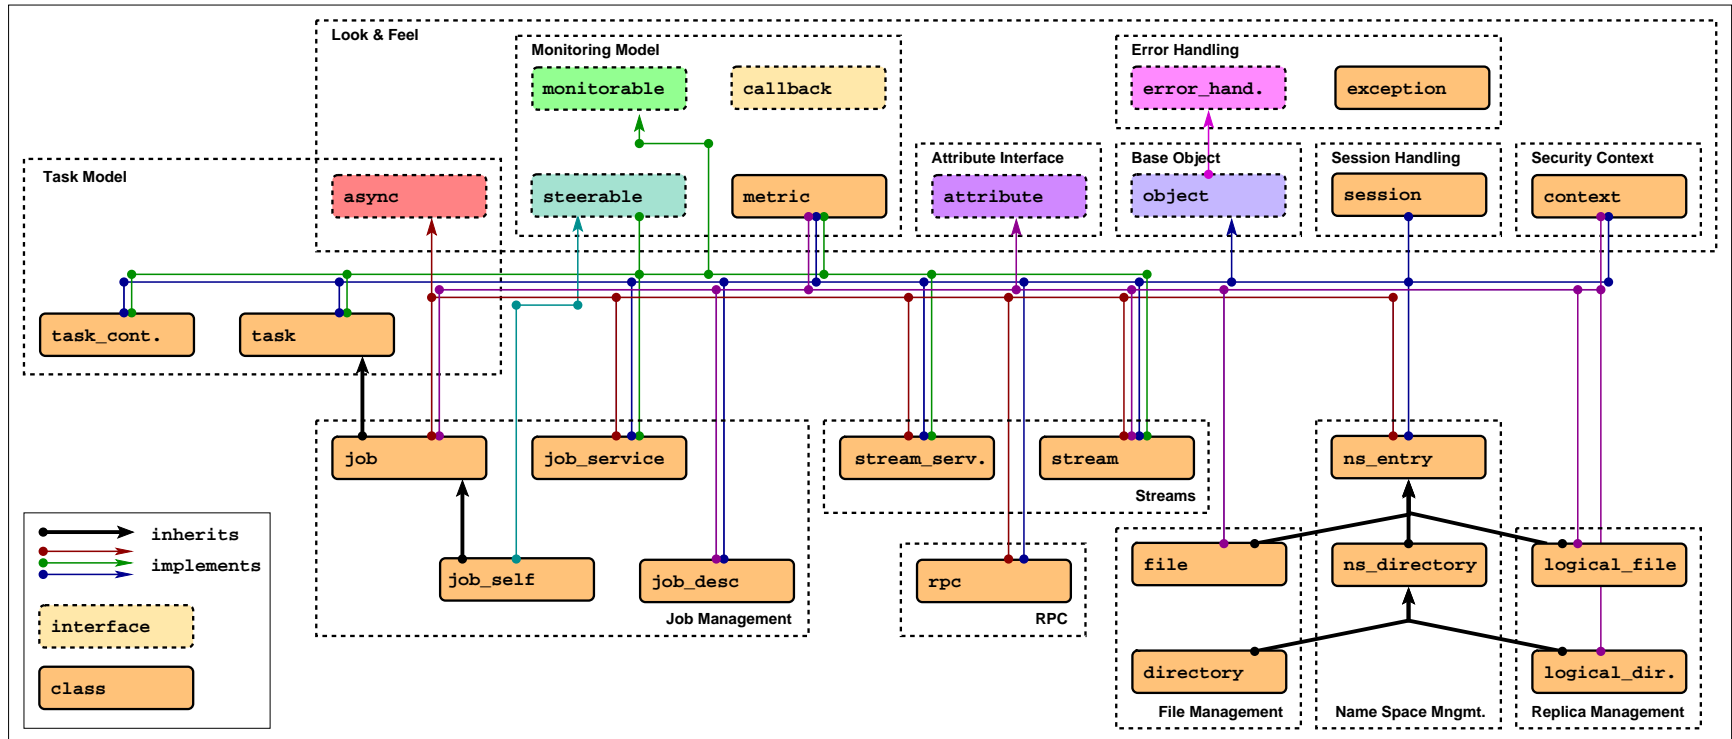 Look & Feel
Monitoring Model
Error Handling
monitorable
callback
error_hand.
exception
Task Model
Attribute Interface
Base Object
Session Handling
Security Context
async
steerable
metric
attribute
object
session
context
task_cont.
task
job
job_service
stream_serv.
stream
ns_entry
Streams
inherits
implements
job_self
job_desc
rpc
file
ns_directory
logical_file
Job Management
RPC
interface
class
directory
logical_dir.
File Management
Name Space Mngmt.
Replica Management